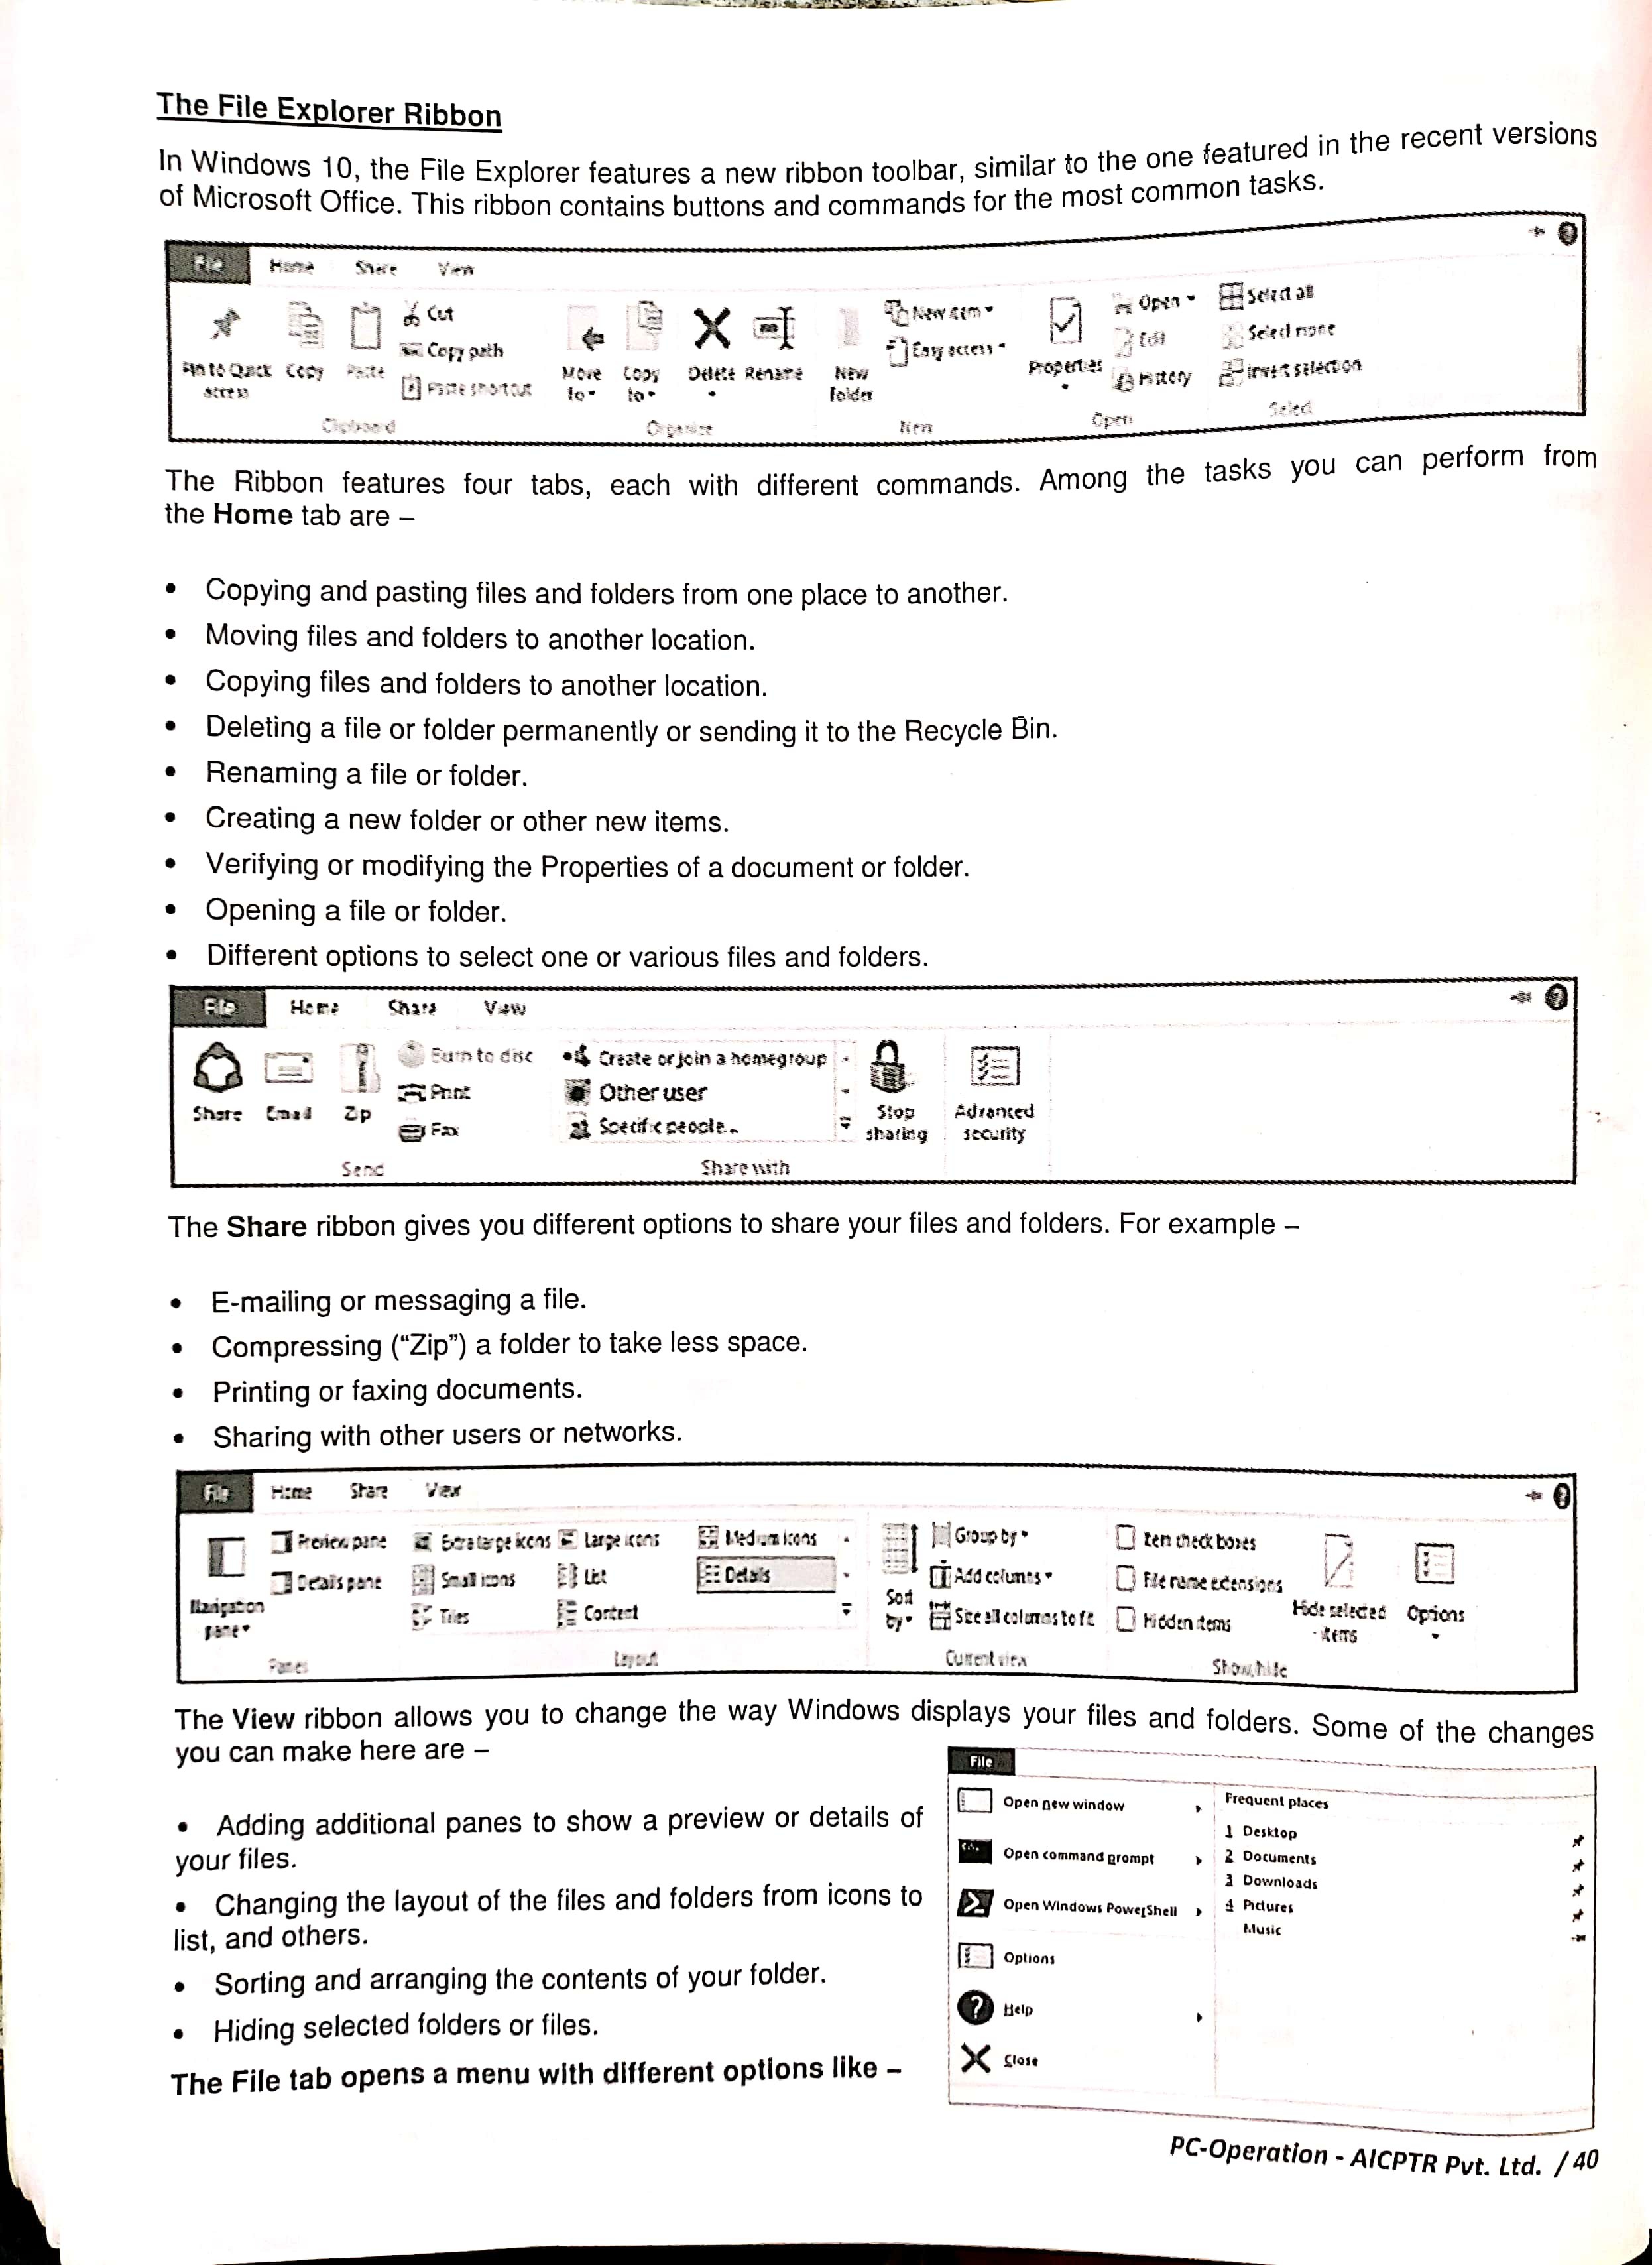 The File Explorer Ribbon
In Windows 10, the File Explorer features a new ribbon toolbar, similar to the one featured in the recent versions
of Microsoft Office. This ribbon contains buttons and commands for the most common tasks.
File Home Share View
Cut
Copy path
Paste shortcut
Pin to Quick access
Copy
Paste
Clipboard
Move to
Copy to
Delete
Rename
Organize
New folder
New item
Easy access
New
Properties
Open
Edit
History
Open
Select all
Select none
Invert selection
Select
The Ribbon features four tabs, each with different commands. Among the tasks you can perform from
the Home tab are –
• Copying and pasting files and folders from one place to another.
• Moving files and folders to another location.
• Copying files and folders to another location.
• Deleting a file or folder permanently or sending it to the Recycle Bin.
• Renaming a file or folder.
• Creating a new folder or other new items.
• Verifying or modifying the Properties of a document or folder.
• Opening a file or folder.
• Different options to select one or various files and folders.
File Home Share View
Share
Email
Zip
Burn to disc
Print
Fax
Send
Create or join a homegroup
Other user
Specific people...
Share with
Stop sharing
Advanced security
The Share ribbon gives you different options to share your files and folders. For example –
• E-mailing or messaging a file.
• Compressing (“Zip”) a folder to take less space.
• Printing or faxing documents.
• Sharing with other users or networks.
File Home Share View
Navigation pane
Preview pane
Details pane
Panes
Extra large icons Large icons Medium icons
Small icons List Details
Tiles Content
Layout
Sort by
Group by
Add columns
Size all columns to fit
Current view
Item check boxes
File name extensions
Hidden items
Hide selected items
Show/hide
Options
The View ribbon allows you to change the way Windows displays your files and folders. Some of the changes
you can make here are –
• Adding additional panes to show a preview or details of
your files.
• Changing the layout of the files and folders from icons to
list, and others.
• Sorting and arranging the contents of your folder.
• Hiding selected folders or files.
The File tab opens a menu with different options like –
File
Open new window
Open command prompt
Open Windows PowerShell
Options
Help
Close
Frequent places
1 Desktop
2 Documents
3 Downloads
4 Pictures
Music
PC-Operation - AICPTR Pvt. Ltd. / 40